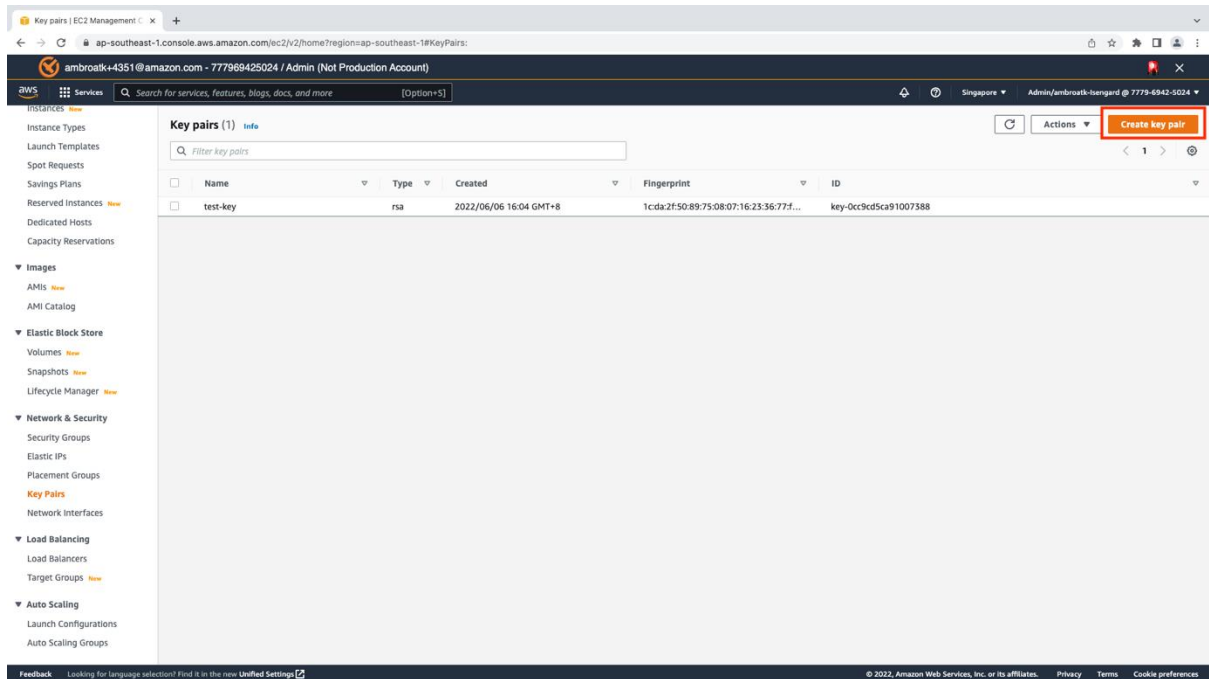 Key pairs | EC2 Management C
ap-southeast-1.console.aws.amazon.com/ec2/v2/home?region=ap-southeast-1#KeyPairs:
ambroatk+4351@amazon.com - 777969425024 / Admin (Not Production Account)
aws Services Search for services, features, blogs, docs, and more [Option+S] Singapore ▼ Admin/ambroatk-Isengard @ 7779-6942-5024 ▼
Instances New
Instance Types
Launch Templates
Spot Requests
Savings Plans
Reserved Instances New
Dedicated Hosts
Capacity Reservations
Images
AMIs New
AMI Catalog
Elastic Block Store
Volumes New
Snapshots New
Lifecycle Manager New
Network & Security
Security Groups
Elastic IPs
Placement Groups
Key Pairs
Network Interfaces
Load Balancing
Load Balancers
Target Groups New
Auto Scaling
Launch Configurations
Auto Scaling Groups
Key pairs (1) Info
Actions ▼ Create key pair
Filter key pairs
1
Name Type Created Fingerprint ID
test-key rsa 2022/06/06 16:04 GMT+8 1c:da:2f:50:89:75:08:07:16:23:36:77:f... key-0cc9cd5ca91007388
Feedback Looking for language selection? Find it in the new Unified Settings © 2022, Amazon Web Services, Inc. or its affiliates. Privacy Terms Cookie preferences